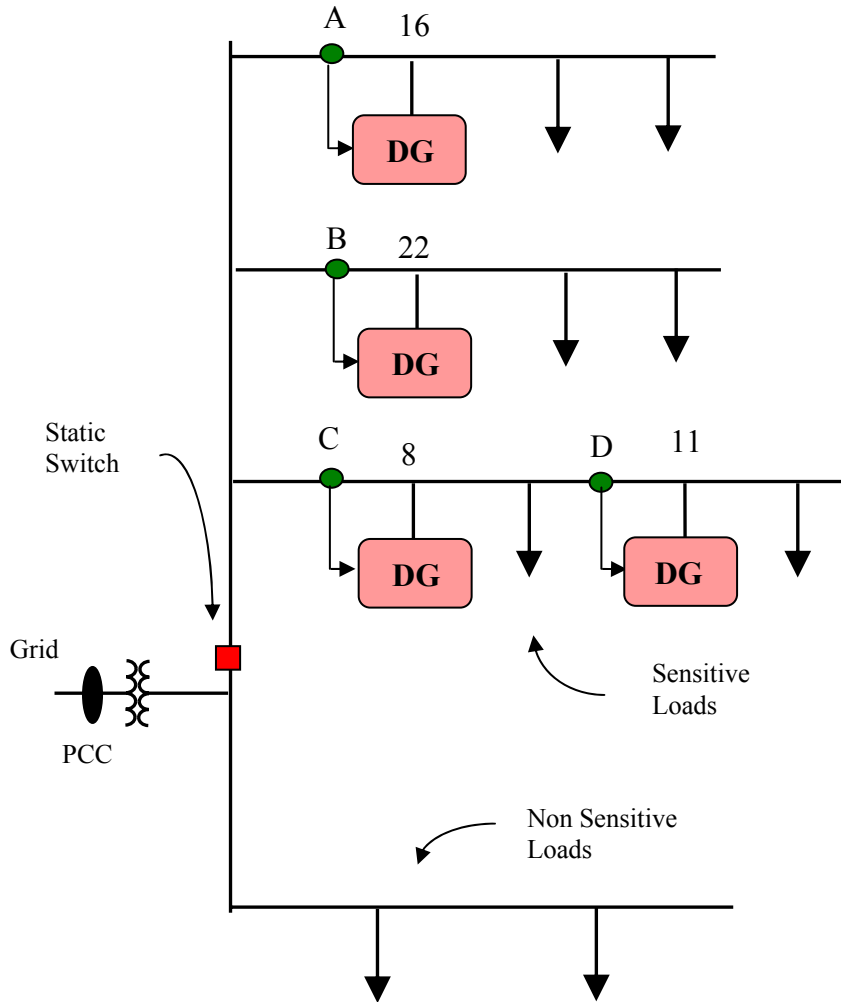 A
16
DG
B
22
DG
Static
Switch
C
8
D
11
DG
DG
Grid
PCC
Sensitive
Loads
Non Sensitive
Loads